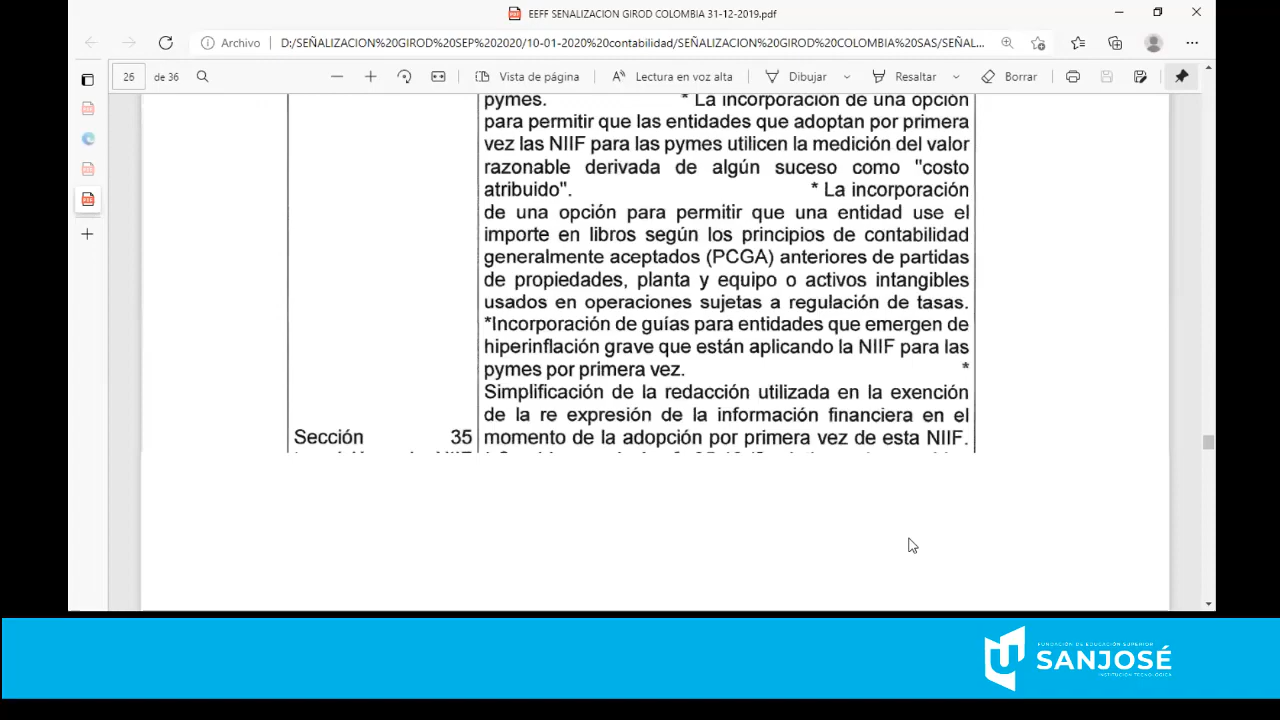 EEFF SENALIZACION GIROD COLOMBIA 31-12-2019.pdf
Archivo D:/SEÑALIZACION%20GIROD%20SEP%202020/10-01-2020%20contabilidad/SEÑALIZACION%20GIROD%20COLOMBIA%20SAS/SEÑAL...
26 de 36 Vista de página Lectura en voz alta Dibujar Resaltar Borrar
pymes. * La incorporación de una opción
para permitir que las entidades que adoptan por primera
vez las NIIF para las pymes utilicen la medición del valor
razonable derivada de algún suceso como "costo
atribuido". * La incorporación
de una opción para permitir que una entidad use el
importe en libros según los principios de contabilidad
generalmente aceptados (PCGA) anteriores de partidas
de propiedades, planta y equipo o activos intangibles
usados en operaciones sujetas a regulación de tasas.
*Incorporación de guías para entidades que emergen de
hiperinflación grave que están aplicando la NIIF para las
pymes por primera vez. *
Simplificación de la redacción utilizada en la exención
de la re expresión de la información financiera en el
Sección 35 momento de la adopción por primera vez de esta NIIF.
FUNDACIÓN DE EDUCACIÓN SUPERIOR
SANJOSÉ
INSTITUCIÓN TECNOLÓGICA